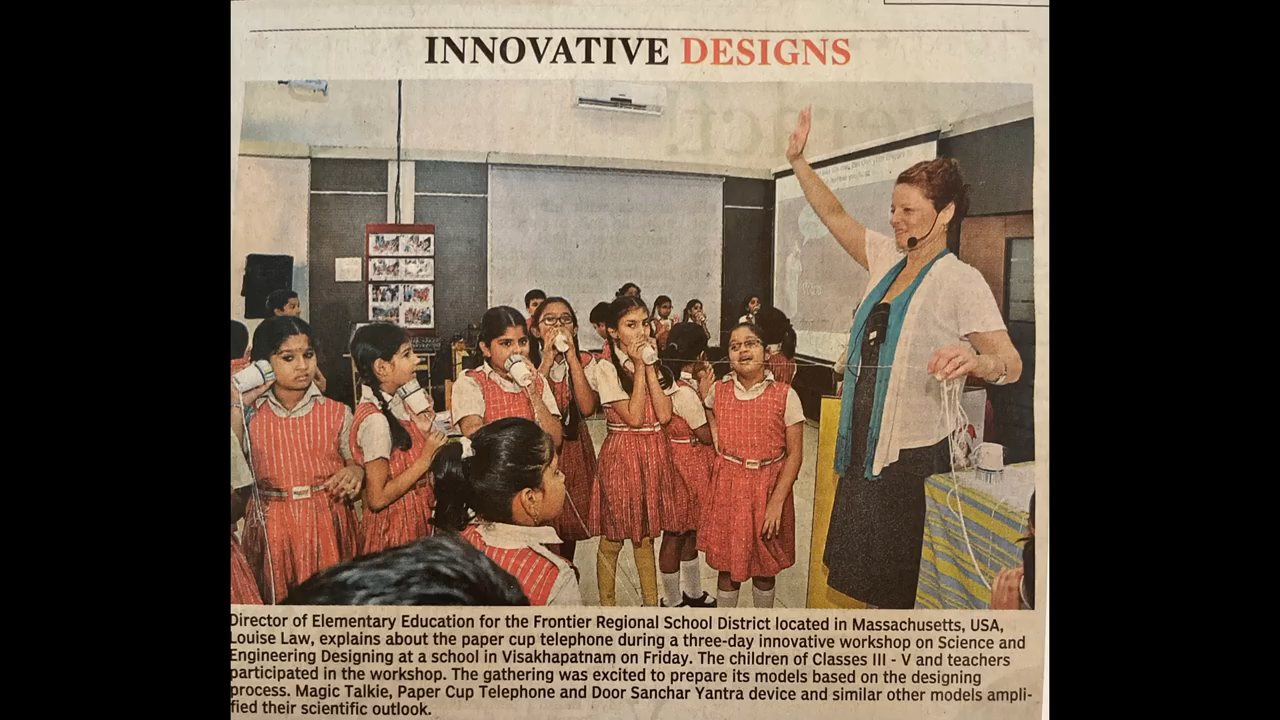 INNOVATIVE DESIGNS
Director of Elementary Education for the Frontier Regional School District located in Massachusetts, USA,
Louise Law, explains about the paper cup telephone during a three-day innovative workshop on Science and
Engineering Designing at a school in Visakhapatnam on Friday. The children of Classes III - V and teachers
participated in the workshop. The gathering was excited to prepare its models based on the designing
process. Magic Talkie, Paper Cup Telephone and Door Sanchar Yantra device and similar other models ampli-
fied their scientific outlook.